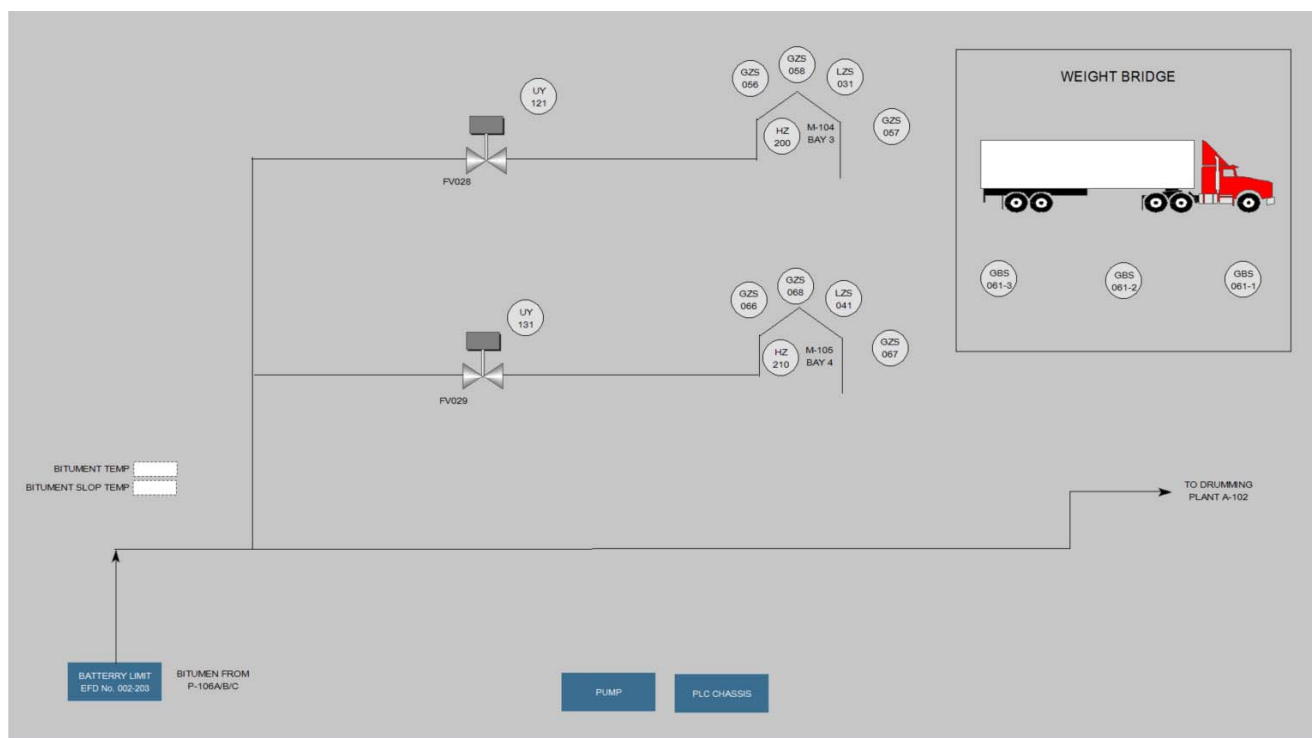 GZS
058
GZS
056
LZS
031
UY
121
GZS
057
HZ
200
M-104
BAY 3
FV028
WEIGHT BRIDGE
GBS
061-3
GBS
061-2
GBS
061-1
GZS
068
GZS
066
LZS
041
UY
131
GZS
067
HZ
210
M-105
BAY 4
FV029
BITUMENT TEMP
BITUMENT SLOP TEMP
TO DRUMMING
PLANT A-102
BATTERRY LIMIT
EFD No. 002-203
BITUMEN FROM
P-106A/B/C
PUMP
PLC CHASSIS